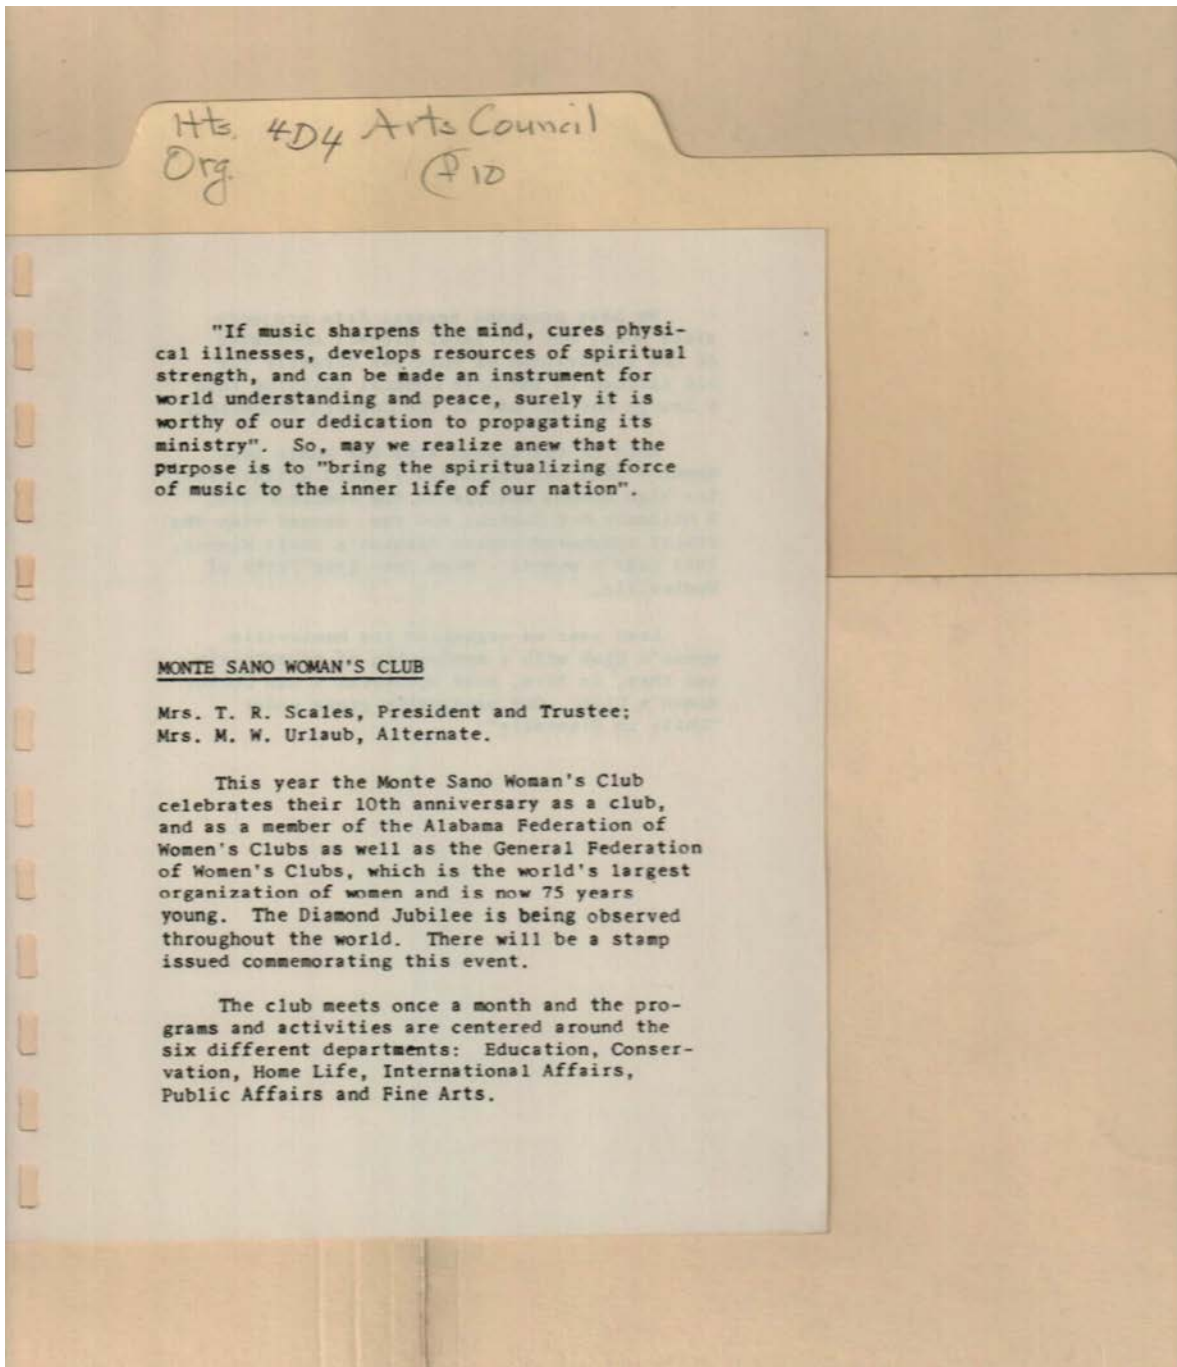 Hts. 4D4 Arts Council
Org. 10
"If music sharpens the mind, cures physi-
cal illnesses, develops resources of spiritual
strength, and can be made an instrument for
world understanding and peace, surely it is
worthy of our dedication to propagating its
ministry". So, may we realize anew that the
purpose is to "bring the spiritualizing force
of music to the inner life of our nation".
MONTE SANO WOMAN'S CLUB
Mrs. T. R. Scales, President and Trustee;
Mrs. M. W. Urlaub, Alternate.
This year the Monte Sano Woman's Club
celebrates their 10th anniversary as a club,
and as a member of the Alabama Federation of
Women's Clubs as well as the General Federation
of Women's Clubs, which is the world's largest
organization of women and is now 75 years
young. The Diamond Jubilee is being observed
throughout the world. There will be a stamp
issued commemorating this event.
The club meets once a month and the pro-
grams and activities are centered around the
six different departments: Education, Conser-
vation, Home Life, International Affairs,
Public Affairs and Fine Arts.